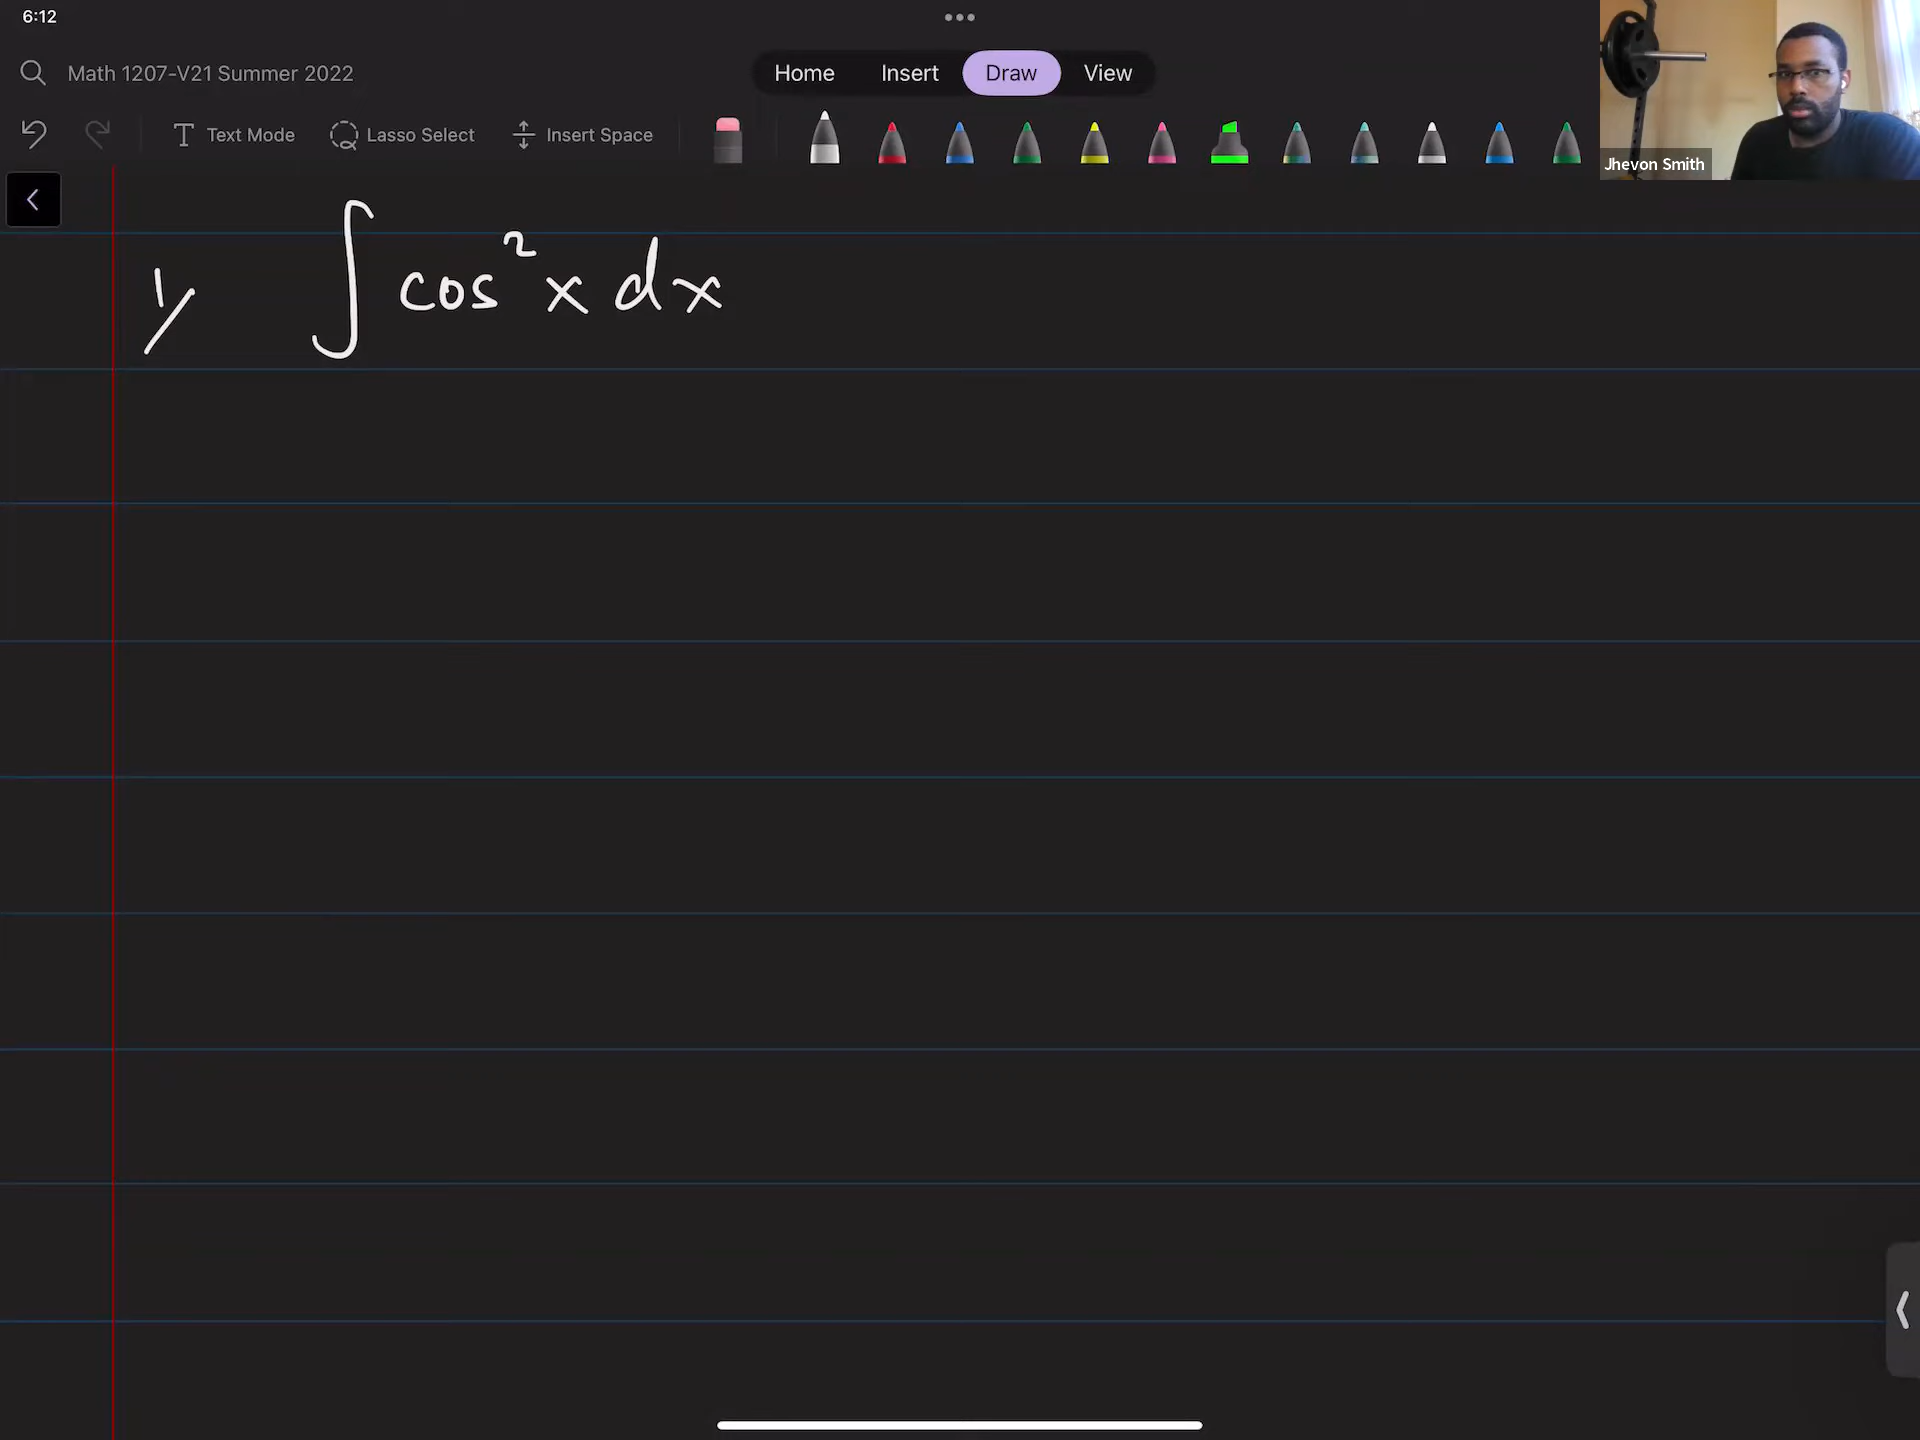 6:12
Math 1207-V21 Summer 2022
Home Insert Draw View
Text Mode Lasso Select Insert Space
Jhevon Smith
1/ ∫ cos² x dx